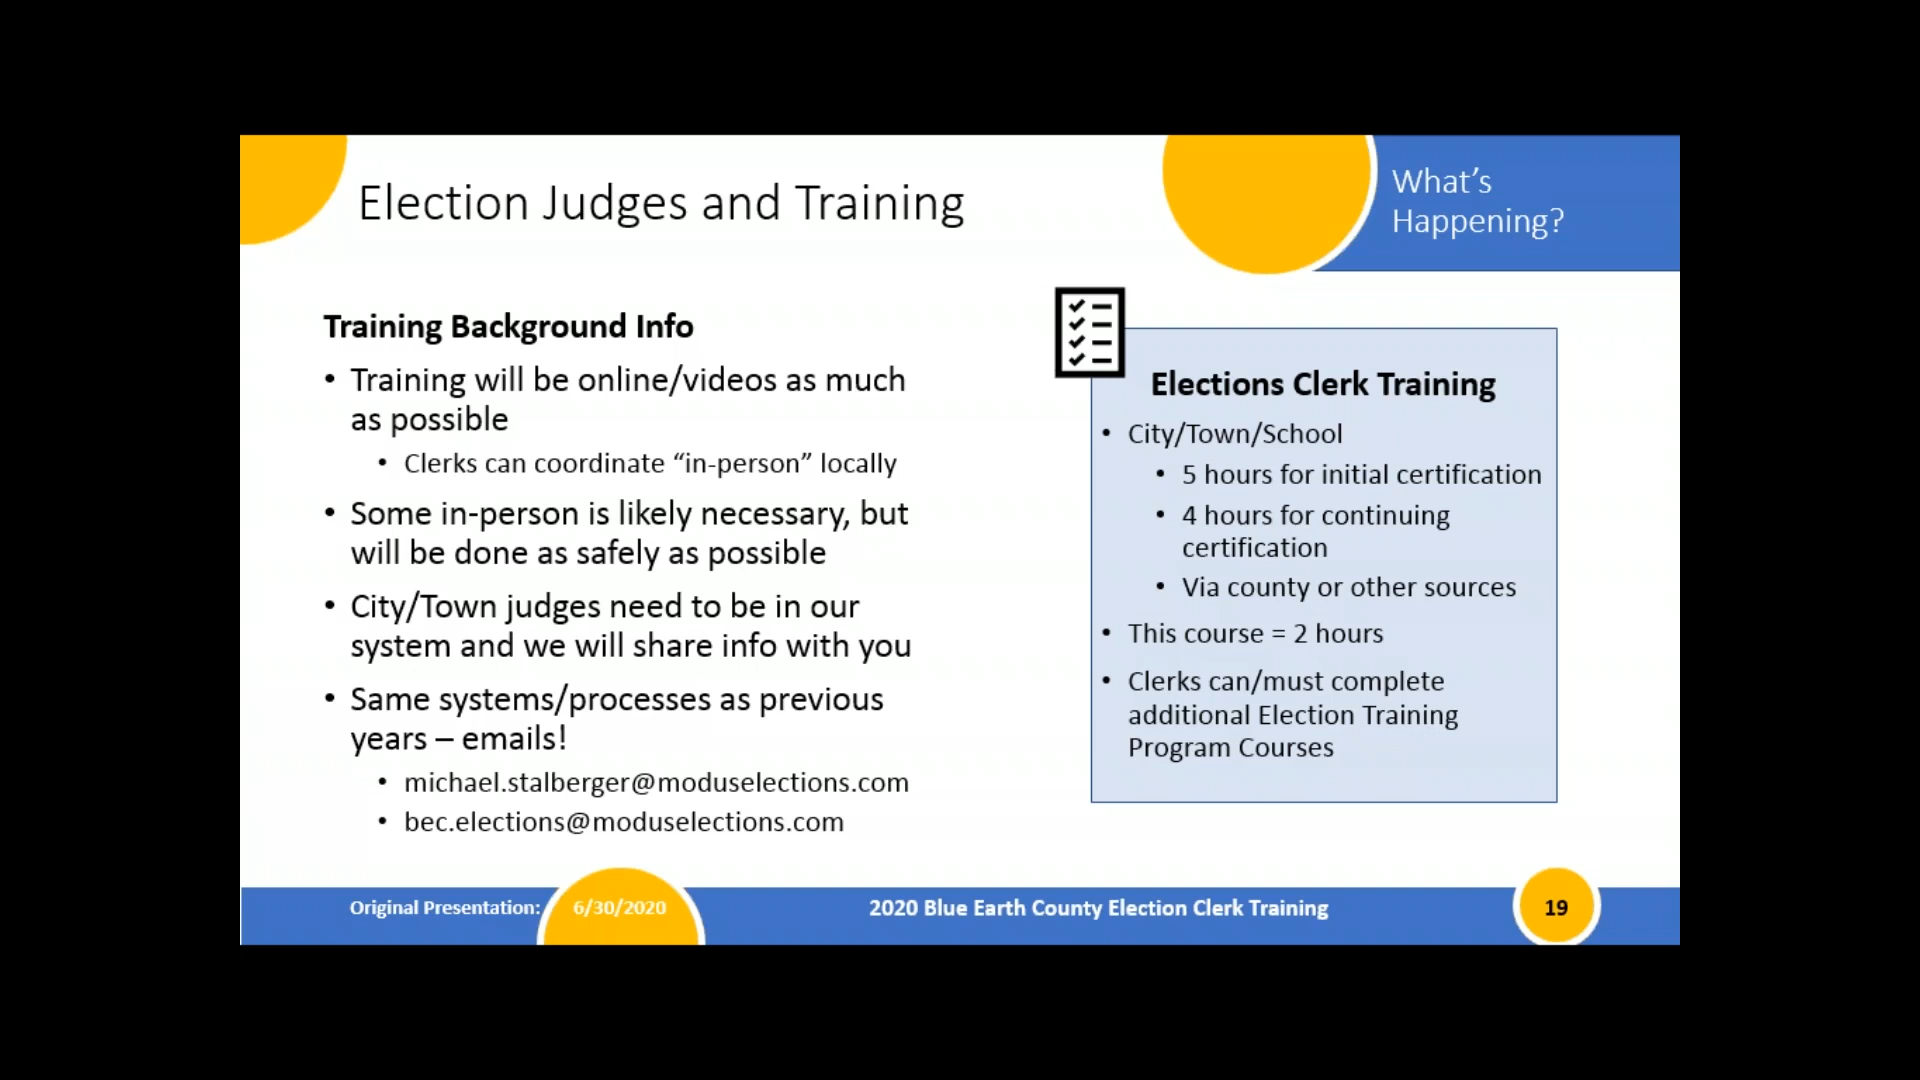 Election Judges and Training
What’s
Happening?
Training Background Info
• Training will be online/videos as much
as possible
• Clerks can coordinate “in-person” locally
• Some in-person is likely necessary, but
will be done as safely as possible
• City/Town judges need to be in our
system and we will share info with you
• Same systems/processes as previous
years – emails!
• michael.stalberger@moduselections.com
• bec.elections@moduselections.com
Elections Clerk Training
• City/Town/School
• 5 hours for initial certification
• 4 hours for continuing
certification
• Via county or other sources
• This course = 2 hours
• Clerks can/must complete
additional Election Training
Program Courses
Original Presentation: 6/30/2020
2020 Blue Earth County Election Clerk Training
19